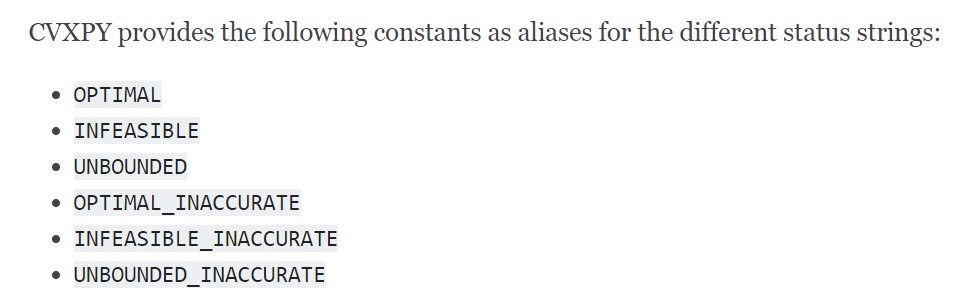 CVXPY provides the following constants as aliases for the different status strings:
• OPTIMAL
• INFEASIBLE
• UNBOUNDED
• OPTIMAL_INACCURATE
• INFEASIBLE_INACCURATE
• UNBOUNDED_INACCURATE